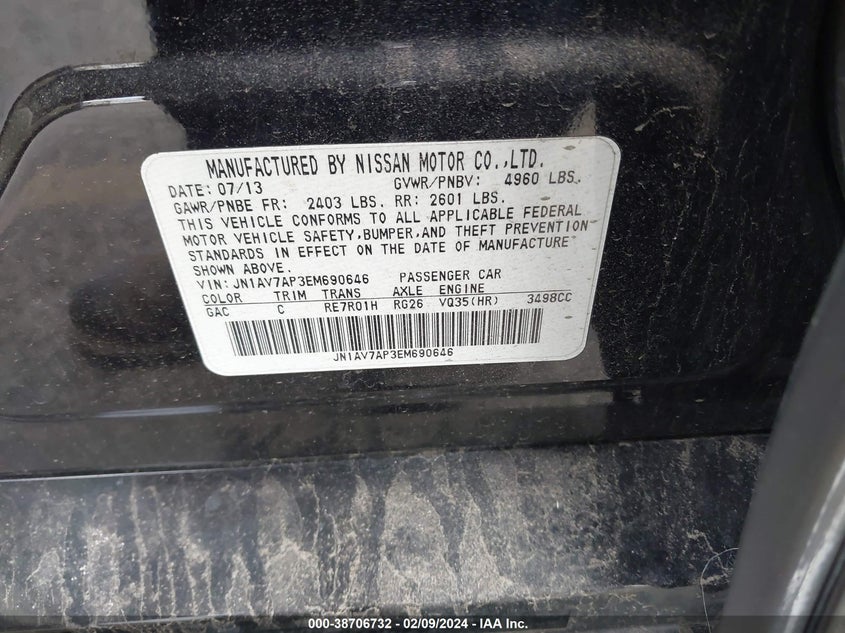 MANUFACTURED BY NISSAN MOTOR CO.,LTD.
DATE: 07/13 GVWR/PNBV: 4960 LBS.
GAWR/PNBE FR: 2403 LBS. RR: 2601 LBS.
THIS VEHICLE CONFORMS TO ALL APPLICABLE FEDERAL
MOTOR VEHICLE SAFETY,BUMPER,AND THEFT PREVENTION
STANDARDS IN EFFECT ON THE DATE OF MANUFACTURE
SHOWN ABOVE.
VIN: JN1AV7AP3EM690646 PASSENGER CAR
COLOR TRIM TRANS AXLE ENGINE
GAC C RE7R01H RG26 VQ35(HR) 3498CC
JN1AV7AP3EM690646
000-38706732 - 02/09/2024 - IAA Inc.